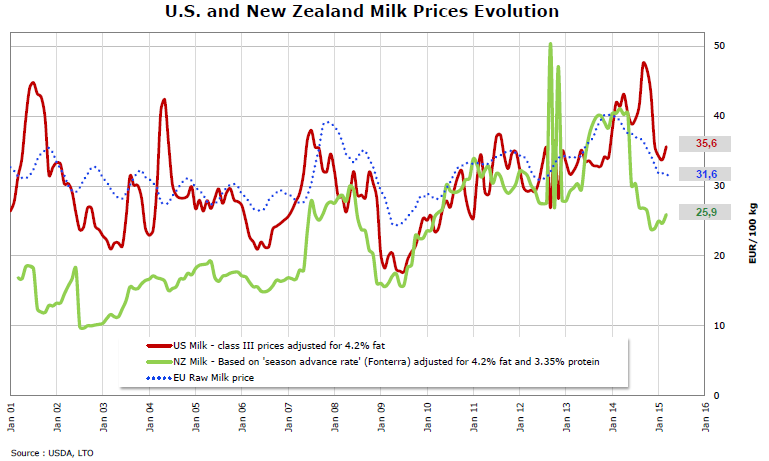 U.S. and New Zealand Milk Prices Evolution
50
40
30
20
10
0
35,6
31,6
25,9
EUR/100 kg
US Milk - class III prices adjusted for 4.2% fat
NZ Milk - Based on 'season advance rate' (Fonterra) adjusted for 4.2% fat and 3.35% protein
EU Raw Milk price
Jan 01
Jan 02
Jan 03
Jan 04
Jan 05
Jan 06
Jan 07
Jan 08
Jan 09
Jan 10
Jan 11
Jan 12
Jan 13
Jan 14
Jan 15
Jan 16
Source : USDA, LTO